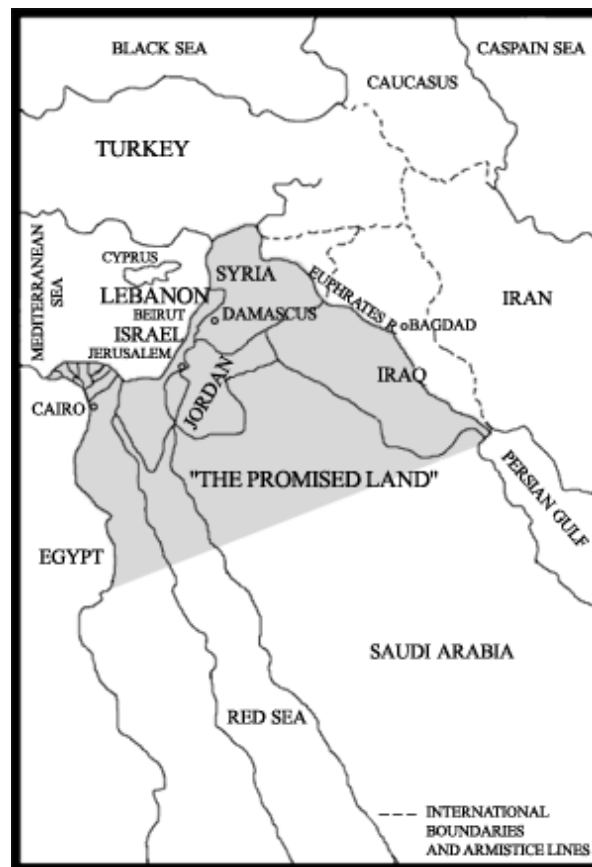 BLACK SEA
CASPAIN SEA
CAUCASUS
TURKEY
MEDITERRANEAN
SEA
CYPRUS
SYRIA
LEBANON
BEIRUT
DAMASCUS
EUPHRATES R.
BAGDAD
IRAN
ISRAEL
JERUSALEM
JORDAN
IRAQ
CAIRO
"THE PROMISED LAND"
PERSIAN GULF
EGYPT
SAUDI ARABIA
RED SEA
INTERNATIONAL
BOUNDARIES
AND ARMISTICE LINES